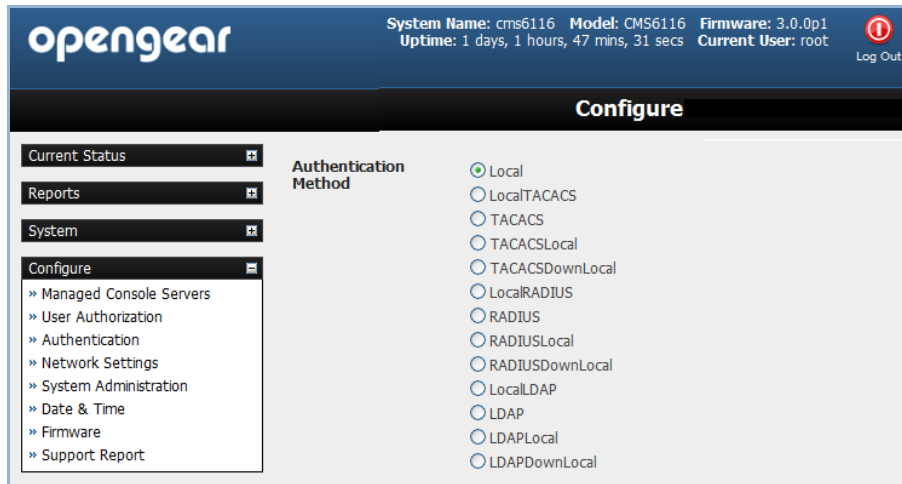 opengear
System Name: cms6116 Model: CMS6116 Firmware: 3.0.0p1
Uptime: 1 days, 1 hours, 47 mins, 31 secs Current User: root
Log Out
Configure
Current Status
Reports
System
Configure
» Managed Console Servers
» User Authorization
» Authentication
» Network Settings
» System Administration
» Date & Time
» Firmware
» Support Report
Authentication
Method
Local
LocalTACACS
TACACS
TACACSLocal
TACACSDownLocal
LocalRADIUS
RADIUS
RADIUSLocal
RADIUSDownLocal
LocalLDAP
LDAP
LDAPLocal
LDAPDownLocal